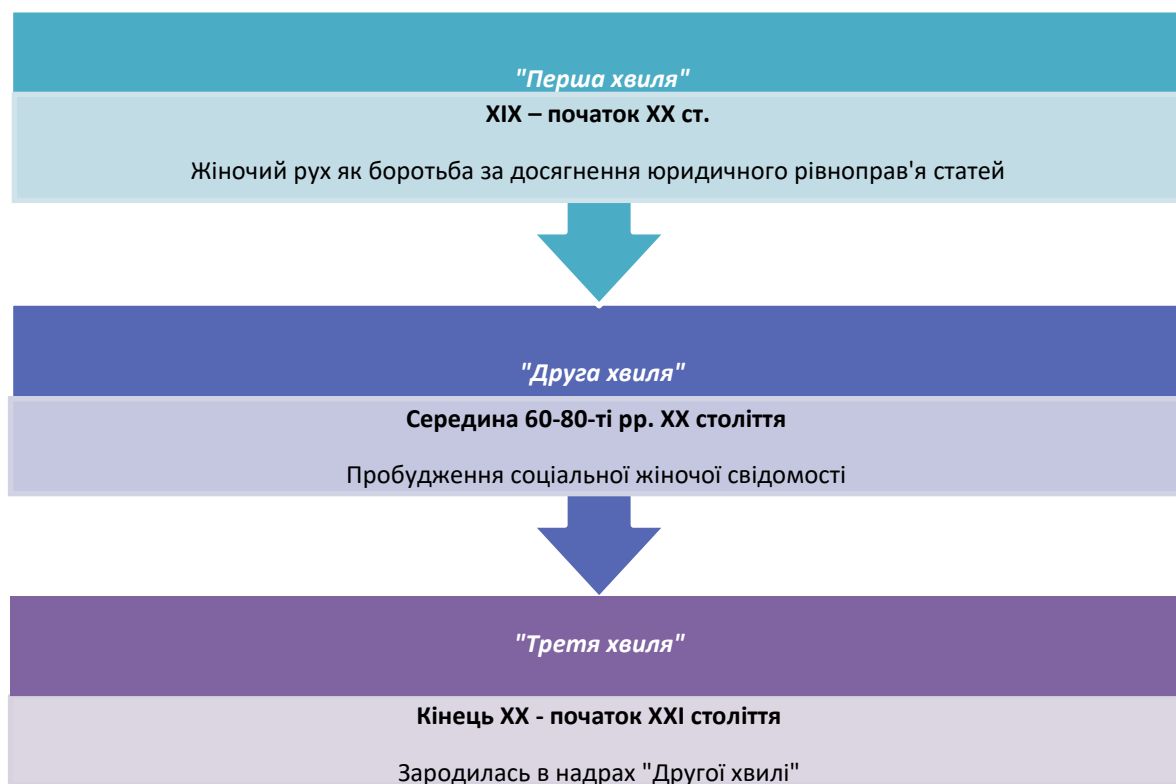 "Перша хвиля"
XIX – початок XX ст.
Жіночий рух як боротьба за досягнення юридичного рівноправ'я статей
"Друга хвиля"
Середина 60-80-ті рр. XX століття
Пробудження соціальної жіночої свідомості
"Третя хвиля"
Кінець XX - початок XXI століття
Зародилась в надрах "Другої хвилі"